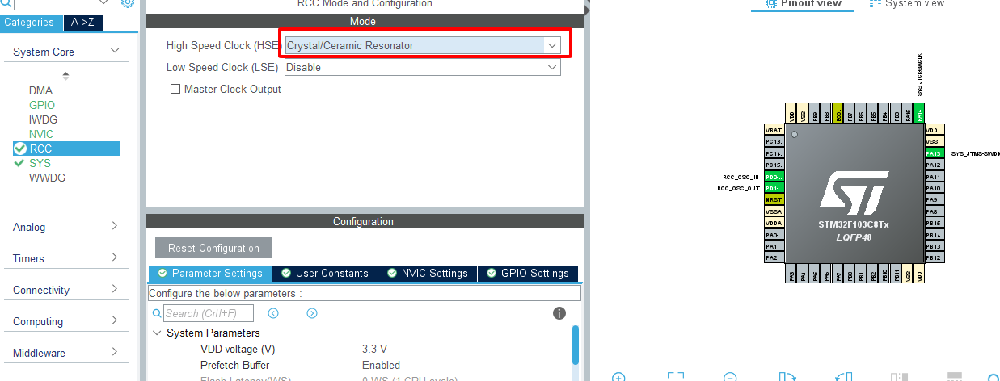 RCC Mode and Configuration
Pinout view
System view
Categories
A->Z
System Core
DMA
GPIO
IWDG
NVIC
RCC
SYS
WWDG
Analog
Timers
Connectivity
Computing
Middleware
Mode
High Speed Clock (HSE)
Crystal/Ceramic Resonator
Low Speed Clock (LSE)
Disable
Master Clock Output
Configuration
Reset Configuration
Parameter Settings
User Constants
NVIC Settings
GPIO Settings
Configure the below parameters :
Search (Crtl+F)
System Parameters
VDD voltage (V)
3.3 V
Prefetch Buffer
Enabled
Flash Latency(WS)
0 WS (1 CPU cycle)
VDD
VSS
PB9
PB8
BOO..
PB7
PB6
PB5
PB4
PB3
PA15
PA14
VBAT
PC13..
PC14..
PC15..
RCC_OSC_IN
PD0-..
RCC_OSC_OUT
PD1-..
NRST
VSSA
VDDA
PA0-..
PA1
PA2
STM32F103C8Tx
LQFP48
VDD
VSS
PA13
PA12
PA11
PA10
PA9
PA8
PB15
PB14
PB13
PB12
PA3
PA4
PA5
PA6
PA7
PB0
PB1
PB2
PB10
PB11
VSS
VDD